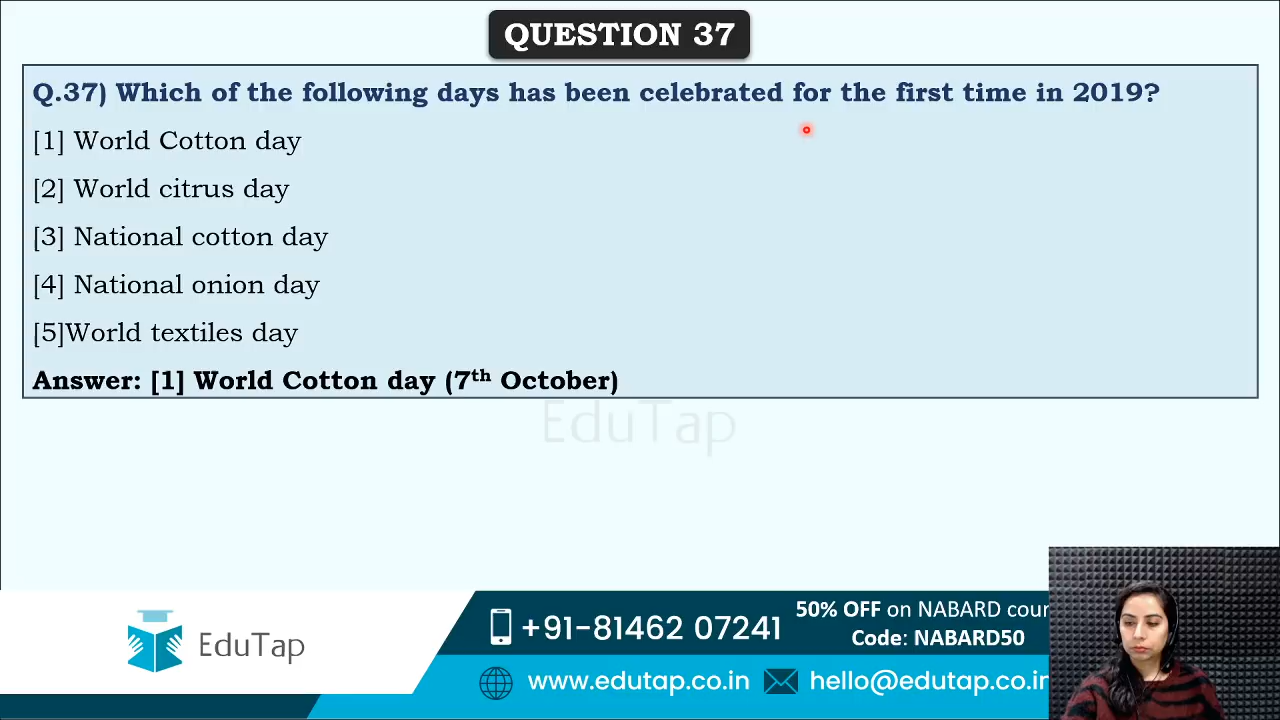 QUESTION 37
Q.37) Which of the following days has been celebrated for the first time in 2019?
[1] World Cotton day
[2] World citrus day
[3] National cotton day
[4] National onion day
[5]World textiles day
Answer: [1] World Cotton day (7th October)
EduTap
EduTap
+91-81462 07241
50% OFF on NABARD cour
Code: NABARD50
www.edutap.co.in
hello@edutap.co.in